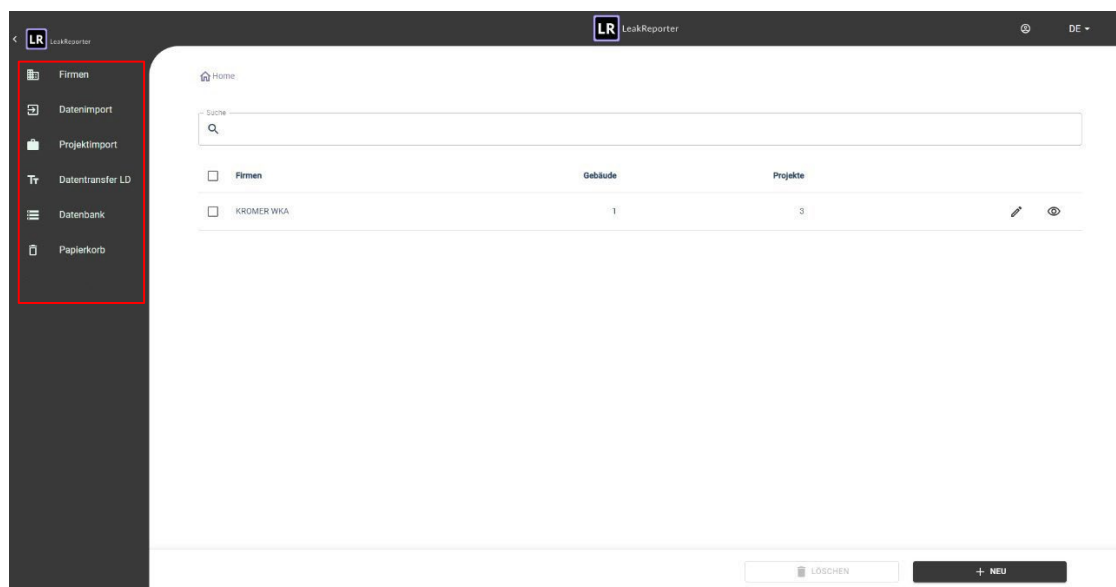 LR LeakReporter
LR LeakReporter
DE
Firmen
Datenimport
Projektimport
Datentransfer LD
Datenbank
Papierkorb
Home
Suche
Firmen Gebäude Projekte
KROMER WKA 1 3
LÖSCHEN
+ NEU